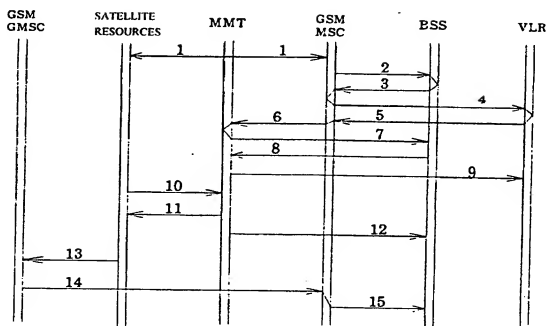 GSM
GMSC
SATELLITE
RESOURCES
MMT
GSM
MSC
BSS
VLR
1 1
2
3
4
5
6
7
8
9
10
11
12
13
14
15